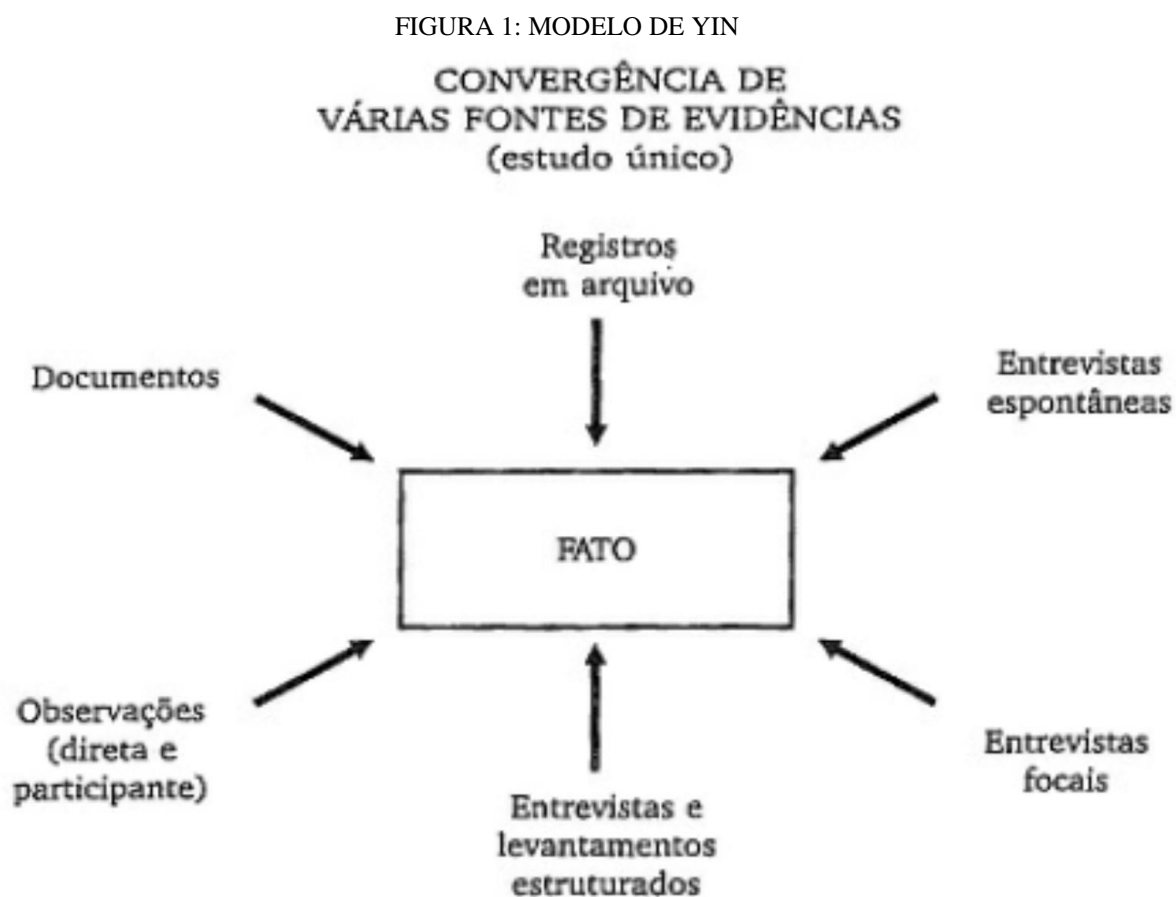 FIGURA 1: MODELO DE YIN
CONVERGÊNCIA DE
VÁRIAS FONTES DE EVIDÊNCIAS
(estudo único)
Registros
em arquivo
Documentos
Entrevistas
espontâneas
FATO
Observações
(direta e
participante)
Entrevistas
focais
Entrevistas e
levantamentos
estruturados